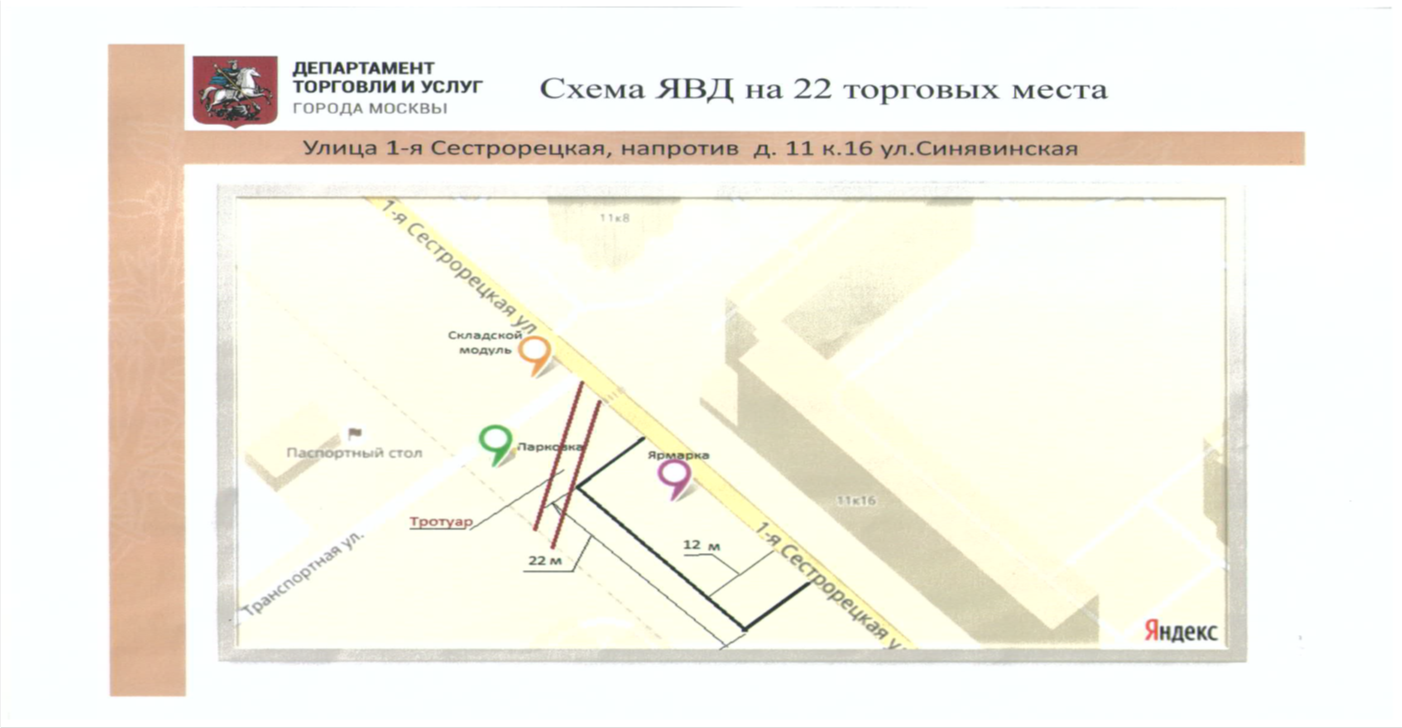 ДЕПАРТАМЕНТ
ТОРГОВЛИ И УСЛУГ
ГОРОДА МОСКВЫ
Схема ЯВД на 22 торговых места
Улица 1-я Сестрорецкая, напротив д. 11 к.16 ул.Синявинская
1-я Сестрорецкая ул.
11к8
Складской
модуль
Паспортный стол
Парковка
Ярмарка
11к16
Тротуар
22 м
12 м
Транспортная ул.
1-я Сестрорецкая у
Яндекс